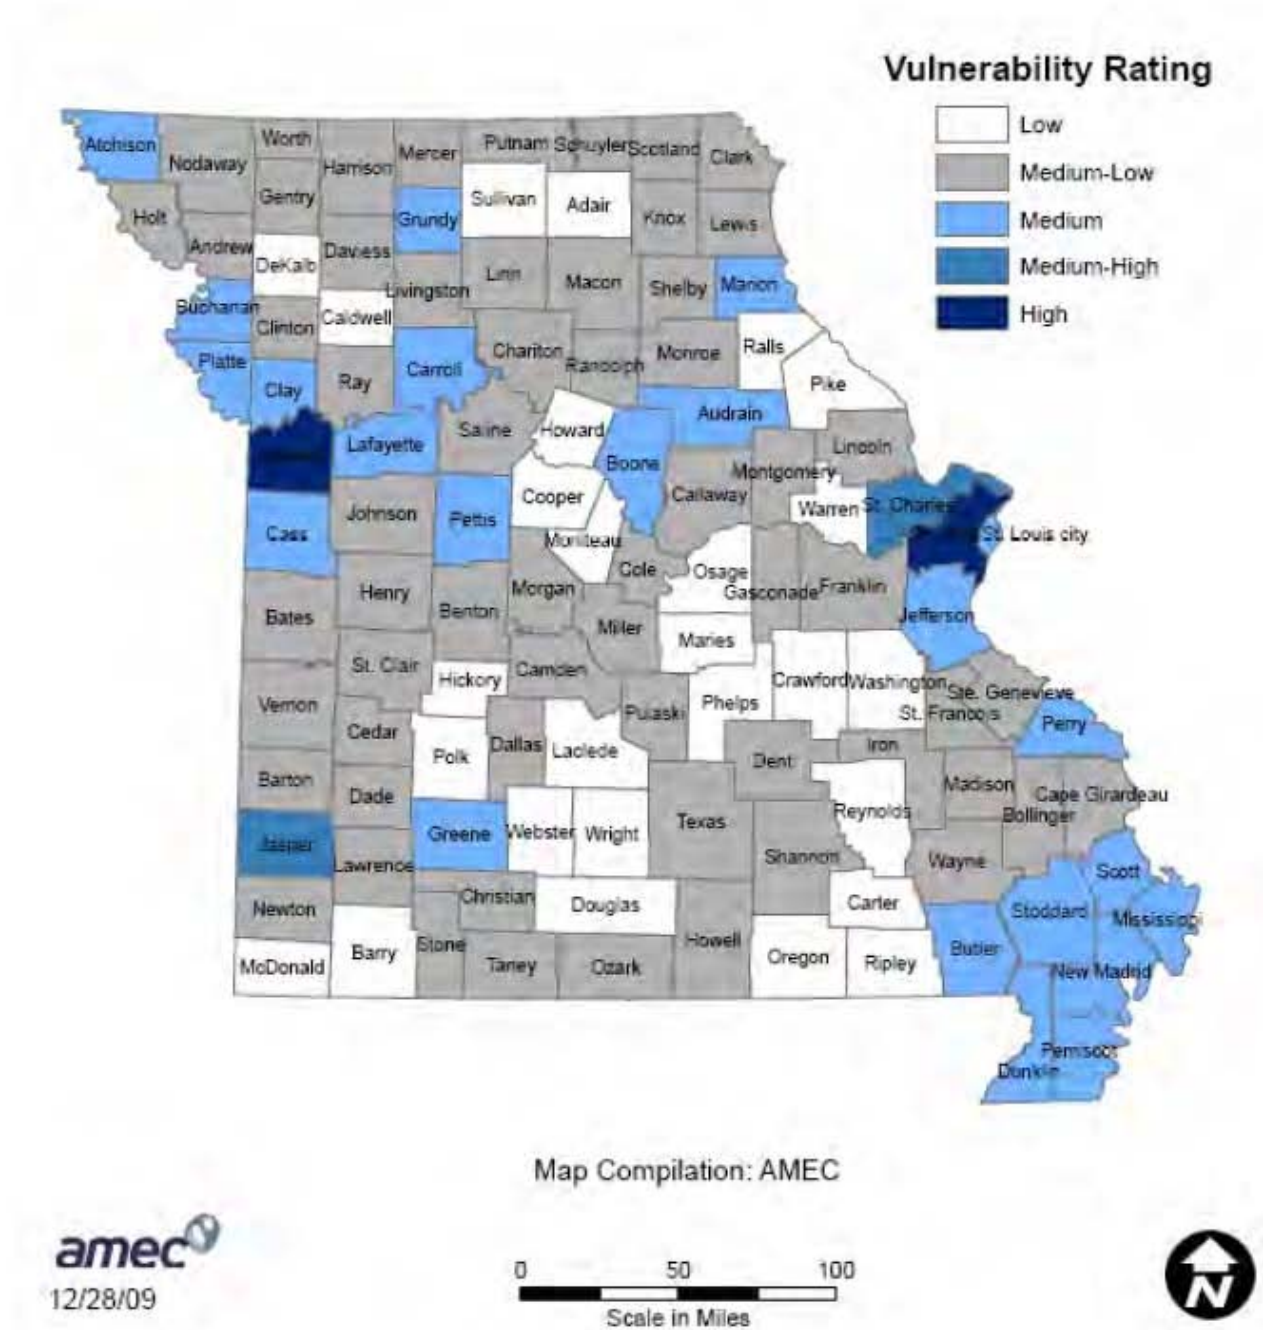 Vulnerability Rating
Low
Medium-Low
Medium
Medium-High
High
Atchison
Nodaway
Worth
Harrison
Mercer
Putnam
Schuyler
Scotland
Clark
Holt
Gentry
Grundy
Sullivan
Adair
Knox
Lewis
Andrew
DeKalb
Daviess
Livingston
Linn
Macon
Shelby
Marion
Buchanan
Clinton
Caldwell
Platte
Clay
Ray
Carroll
Chariton
Randolph
Monroe
Ralls
Pike
Lafayette
Saline
Howard
Boone
Audrain
Lincoln
Montgomery
Callaway
Cooper
Warren
St. Charles
Cass
Johnson
Pettis
Moniteau
St. Louis city
Cole
Osage
Gasconade
Franklin
Henry
Benton
Morgan
Bates
Miller
Maries
Jefferson
St. Clair
Hickory
Camden
Crawford
Washington
Ste. Genevieve
Vernon
Pulaski
Phelps
St. Francois
Perry
Cedar
Polk
Dallas
Laclede
Dent
Iron
Barton
Dade
Madison
Cape Girardeau
Bollinger
Reynolds
Jasper
Greene
Webster
Wright
Texas
Lawrence
Shannon
Wayne
Scott
Newton
Christian
Douglas
Carter
Stoddard
Mississippi
McDonald
Barry
Stone
Taney
Ozark
Howell
Oregon
Ripley
Butler
New Madrid
Pemiscot
Dunklin
Map Compilation: AMEC
amec
12/28/09
0 50 100
Scale in Miles
N